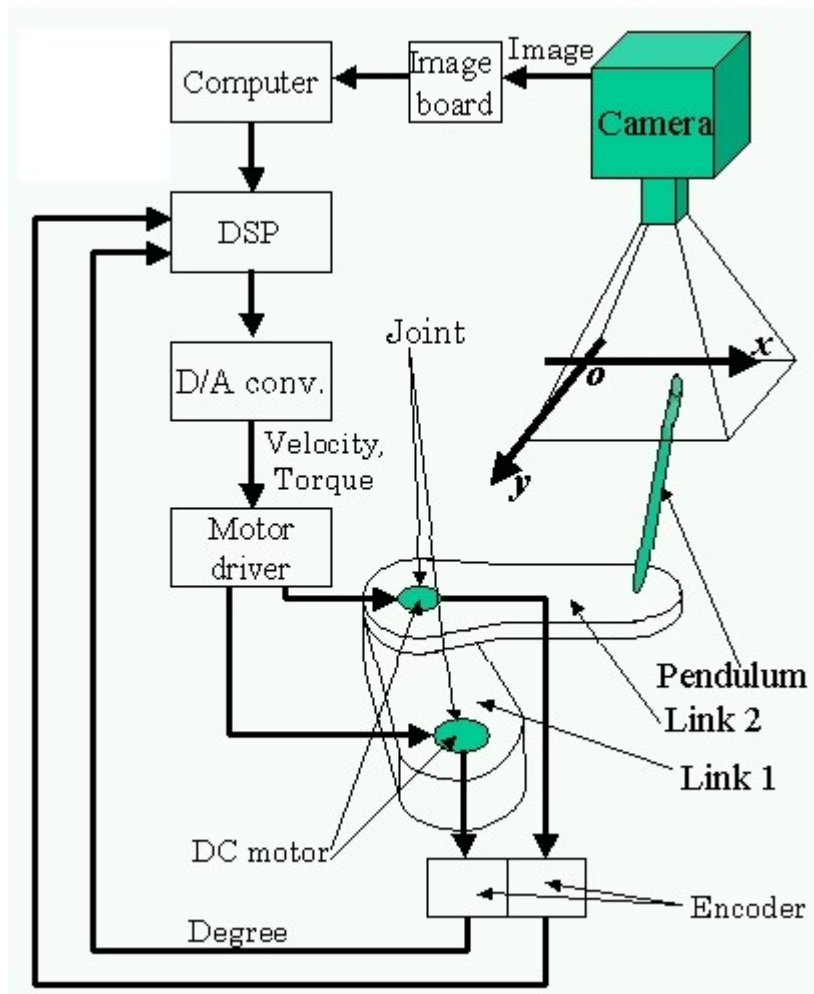 Image
Computer
Image
board
Camera
DSP
Joint
x
o
D/A conv.
Velocity,
Torque
y
Motor
driver
Pendulum
Link 2
Link 1
DC motor
Encoder
Degree